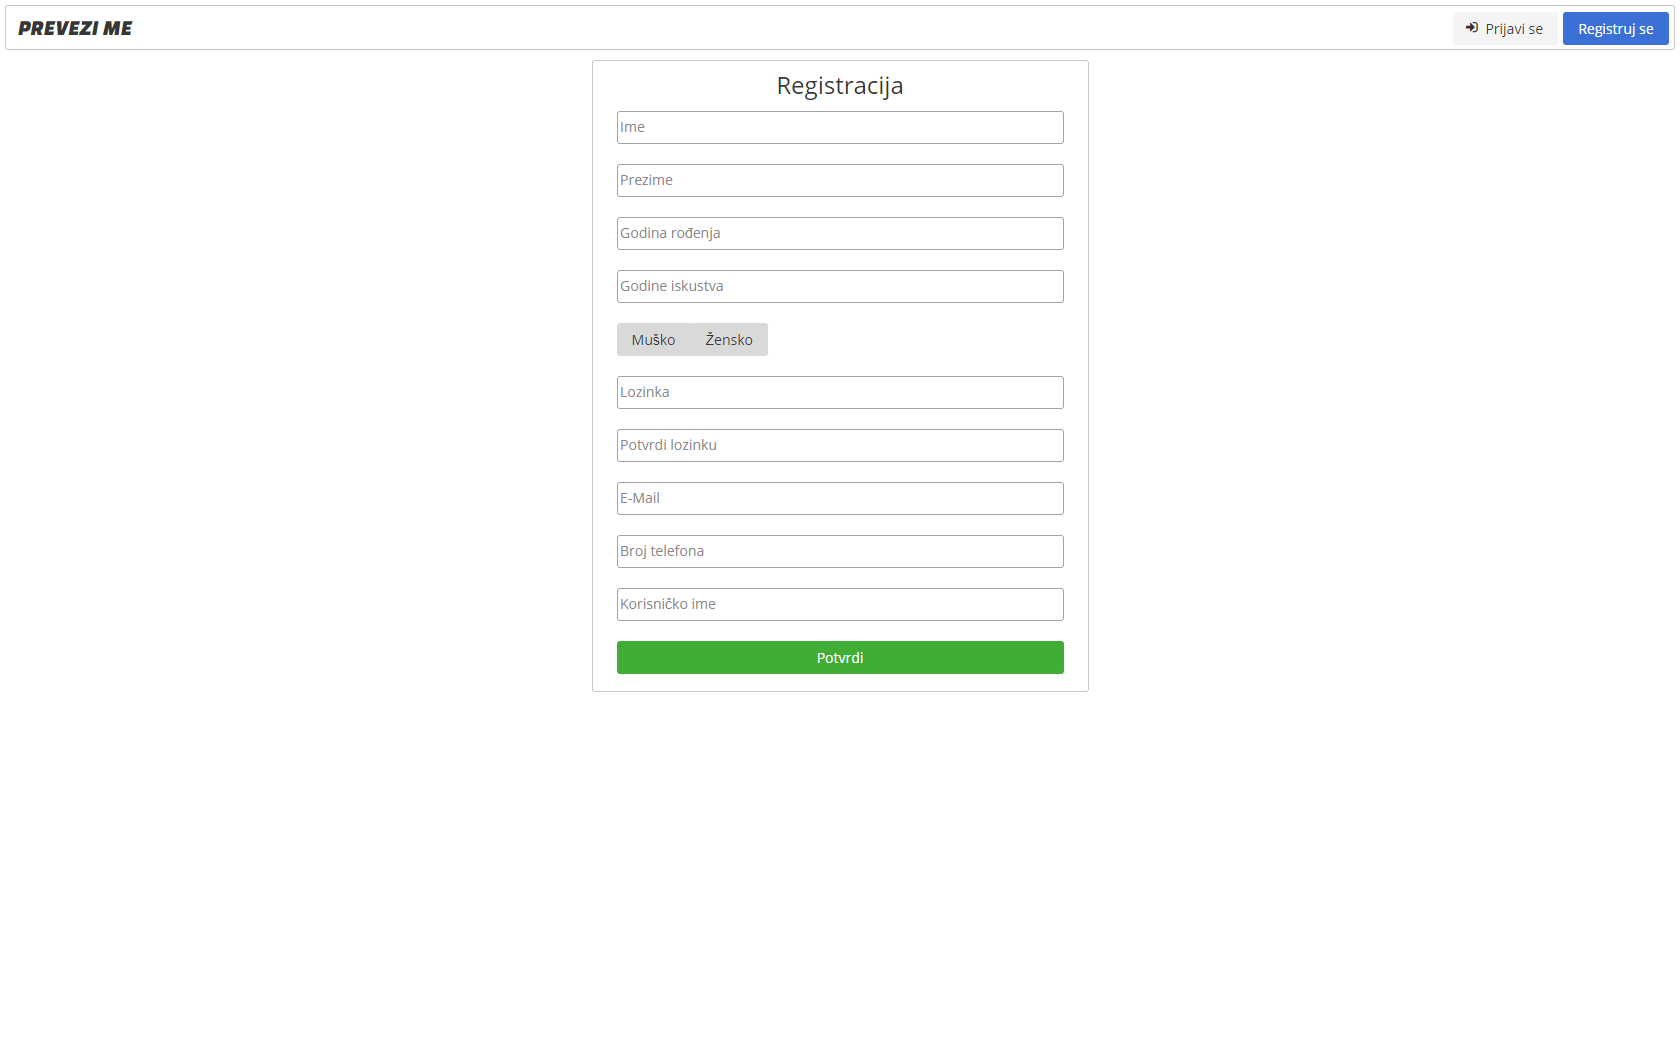 PREVEZI ME
Prijavi se
Registruj se
Registracija
Ime
Prezime
Godina rođenja
Godine iskustva
Muško
Žensko
Lozinka
Potvrdi lozinku
E-Mail
Broj telefona
Korisničko ime
Potvrdi